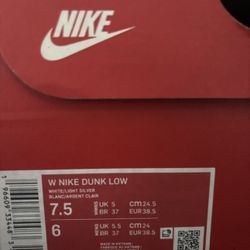 NIKE
W NIKE DUNK LOW
WHITE/LIGHT SILVER
BLANC/ARGENT CLAIR
7.5 UK 5 cm 24.5
BR 37 EUR 38.5
6 UK 5.5 cm 24
BR 37 EUR 38.5